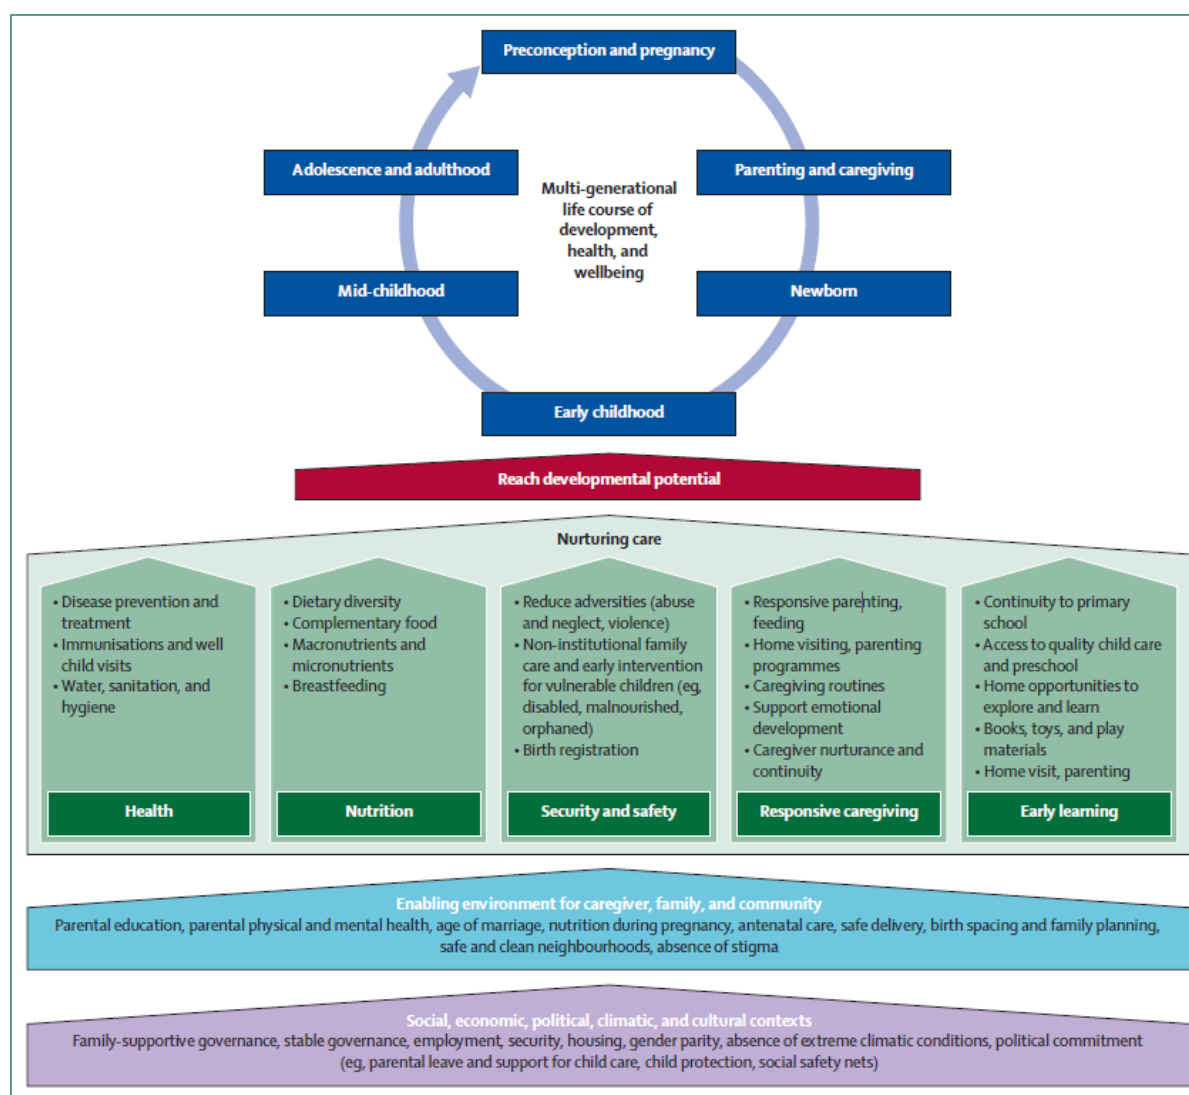 Preconception and pregnancy
Adolescence and adulthood
Parenting and caregiving
Multi-generational
life course of
development,
health, and
wellbeing
Mid-childhood
Newborn
Early childhood
Reach developmental potential
Nurturing care
• Disease prevention and
treatment
• Immunisations and well
child visits
• Water, sanitation, and
hygiene
Health
• Dietary diversity
• Complementary food
• Macronutrients and
micronutrients
• Breastfeeding
Nutrition
• Reduce adversities (abuse
and neglect, violence)
• Non-institutional family
care and early intervention
for vulnerable children (eg,
disabled, malnourished,
orphaned)
• Birth registration
Security and safety
• Responsive parenting,
feeding
• Home visiting, parenting
programmes
• Caregiving routines
• Support emotional
development
• Caregiver nurturance and
continuity
Responsive caregiving
• Continuity to primary
school
• Access to quality child care
and preschool
• Home opportunities to
explore and learn
• Books, toys, and play
materials
• Home visit, parenting
Early learning
Enabling environment for caregiver, family, and community
Parental education, parental physical and mental health, age of marriage, nutrition during pregnancy, antenatal care, safe delivery, birth spacing and family planning,
safe and clean neighbourhoods, absence of stigma
Social, economic, political, climatic, and cultural contexts
Family-supportive governance, stable governance, employment, security, housing, gender parity, absence of extreme climatic conditions, political commitment
(eg, parental leave and support for child care, child protection, social safety nets)